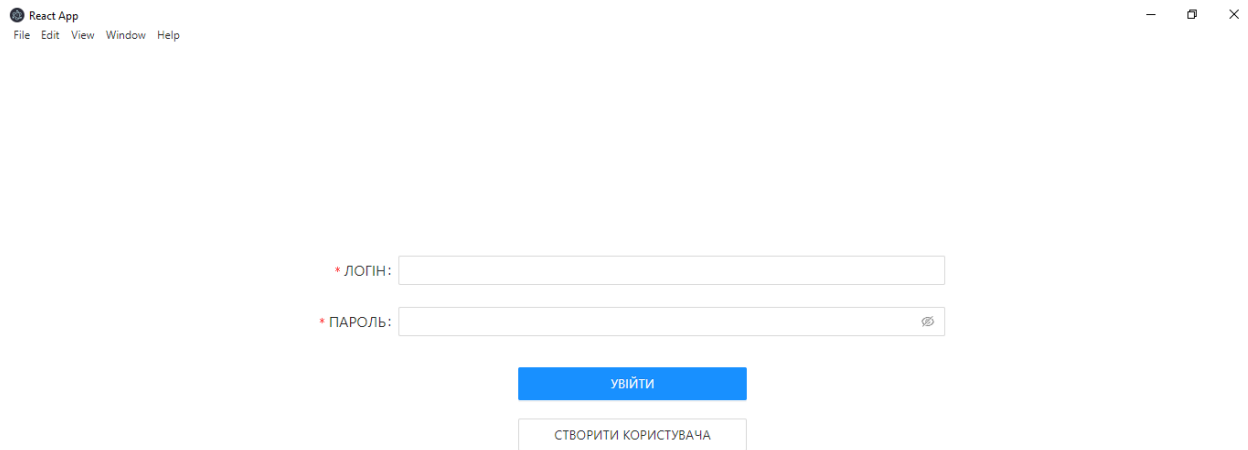 React App
File Edit View Window Help
* ЛОГІН:
* ПАРОЛЬ:
УВІЙТИ
СТВОРИТИ КОРИСТУВАЧА